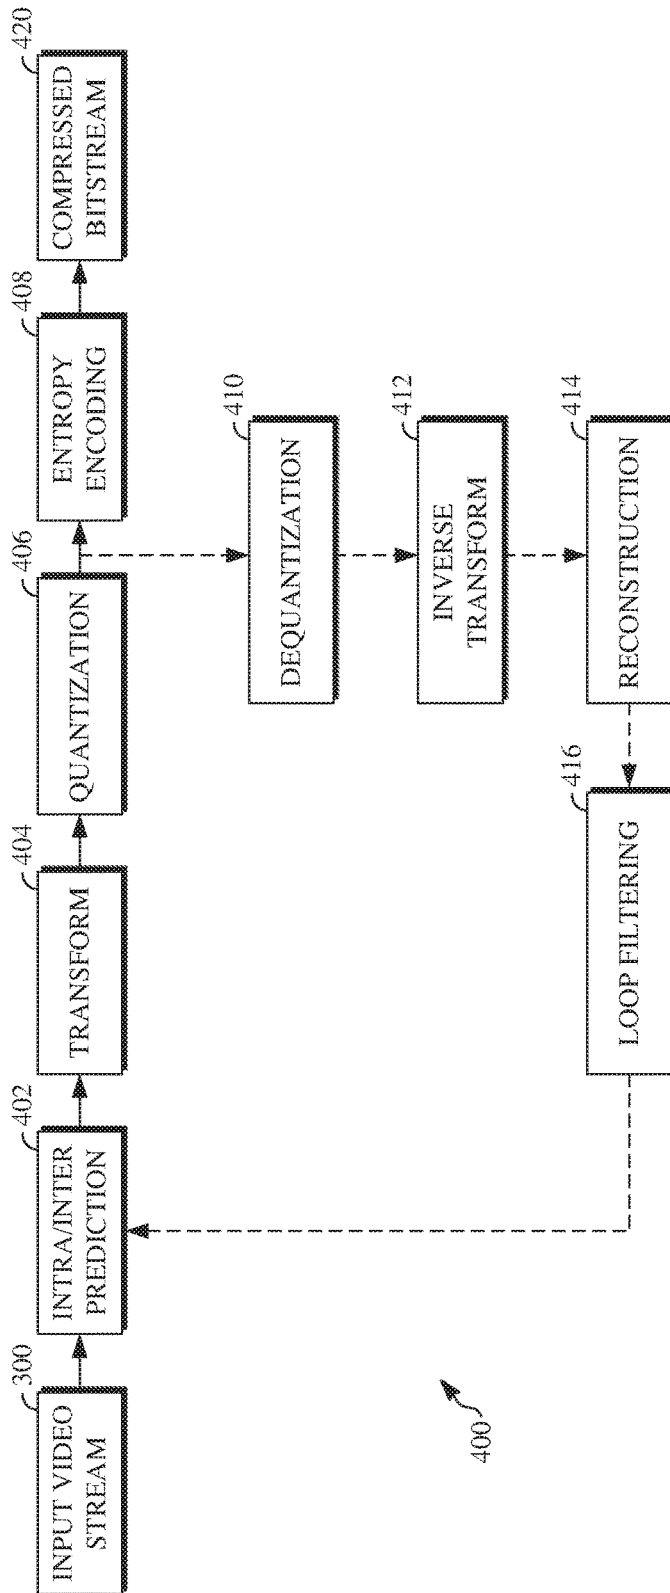 300
INPUT VIDEO
STREAM
402
INTRA/INTER
PREDICTION
404
TRANSFORM
406
QUANTIZATION
408
ENTROPY
ENCODING
420
COMPRESSED
BITSTREAM
410
DEQUANTIZATION
412
INVERSE
TRANSFORM
414
RECONSTRUCTION
416
LOOP FILTERING
400